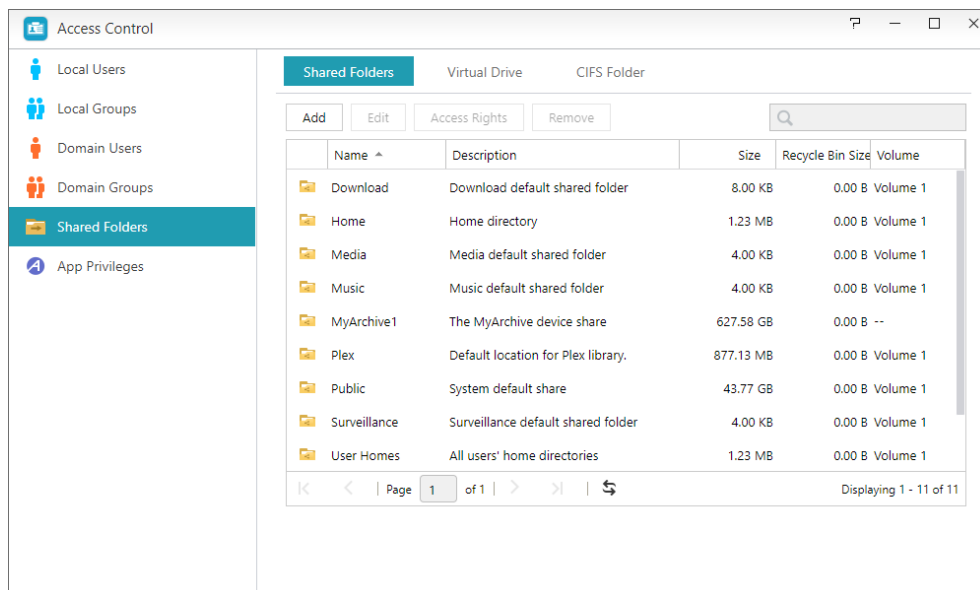 Access Control
Local Users
Local Groups
Domain Users
Domain Groups
Shared Folders
App Privileges
Shared Folders Virtual Drive CIFS Folder
Add Edit Access Rights Remove
Name Description Size Recycle Bin Size Volume
Download Download default shared folder 8.00 KB 0.00 B Volume 1
Home Home directory 1.23 MB 0.00 B Volume 1
Media Media default shared folder 4.00 KB 0.00 B Volume 1
Music Music default shared folder 4.00 KB 0.00 B Volume 1
MyArchive1 The MyArchive device share 627.58 GB 0.00 B --
Plex Default location for Plex library. 877.13 MB 0.00 B Volume 1
Public System default share 43.77 GB 0.00 B Volume 1
Surveillance Surveillance default shared folder 4.00 KB 0.00 B Volume 1
User Homes All users' home directories 1.23 MB 0.00 B Volume 1
Page 1 of 1 Displaying 1 - 11 of 11